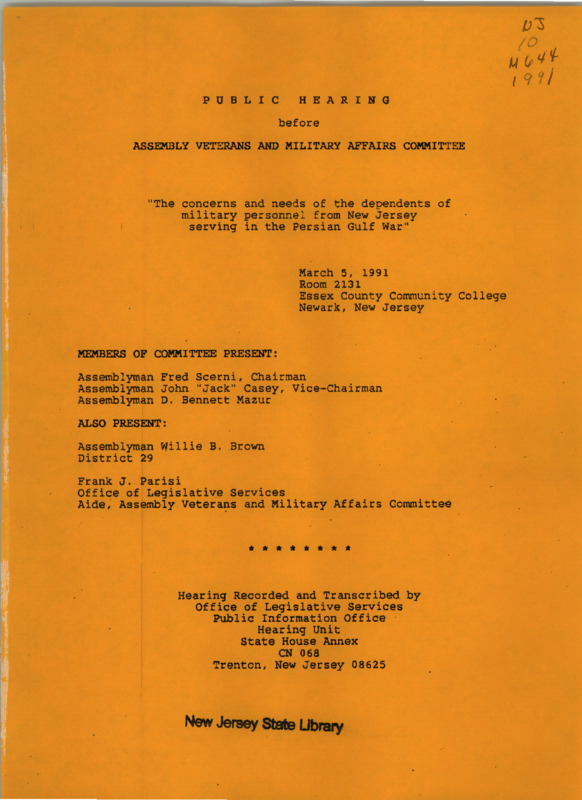 NJ
10
M644
1991
PUBLIC HEARING
before
ASSEMBLY VETERANS AND MILITARY AFFAIRS COMMITTEE
"The concerns and needs of the dependents of
military personnel from New Jersey
serving in the Persian Gulf War"
March 5, 1991
Room 2131
Essex County Community College
Newark, New Jersey
MEMBERS OF COMMITTEE PRESENT:
Assemblyman Fred Scerni, Chairman
Assemblyman John "Jack" Casey, Vice-Chairman
Assemblyman D. Bennett Mazur
ALSO PRESENT:
Assemblyman Willie B. Brown
District 29
Frank J. Parisi
Office of Legislative Services
Aide, Assembly Veterans and Military Affairs Committee
* * * * * * * *
Hearing Recorded and Transcribed by
Office of Legislative Services
Public Information Office
Hearing Unit
State House Annex
CN 068
Trenton, New Jersey 08625
New Jersey State Library